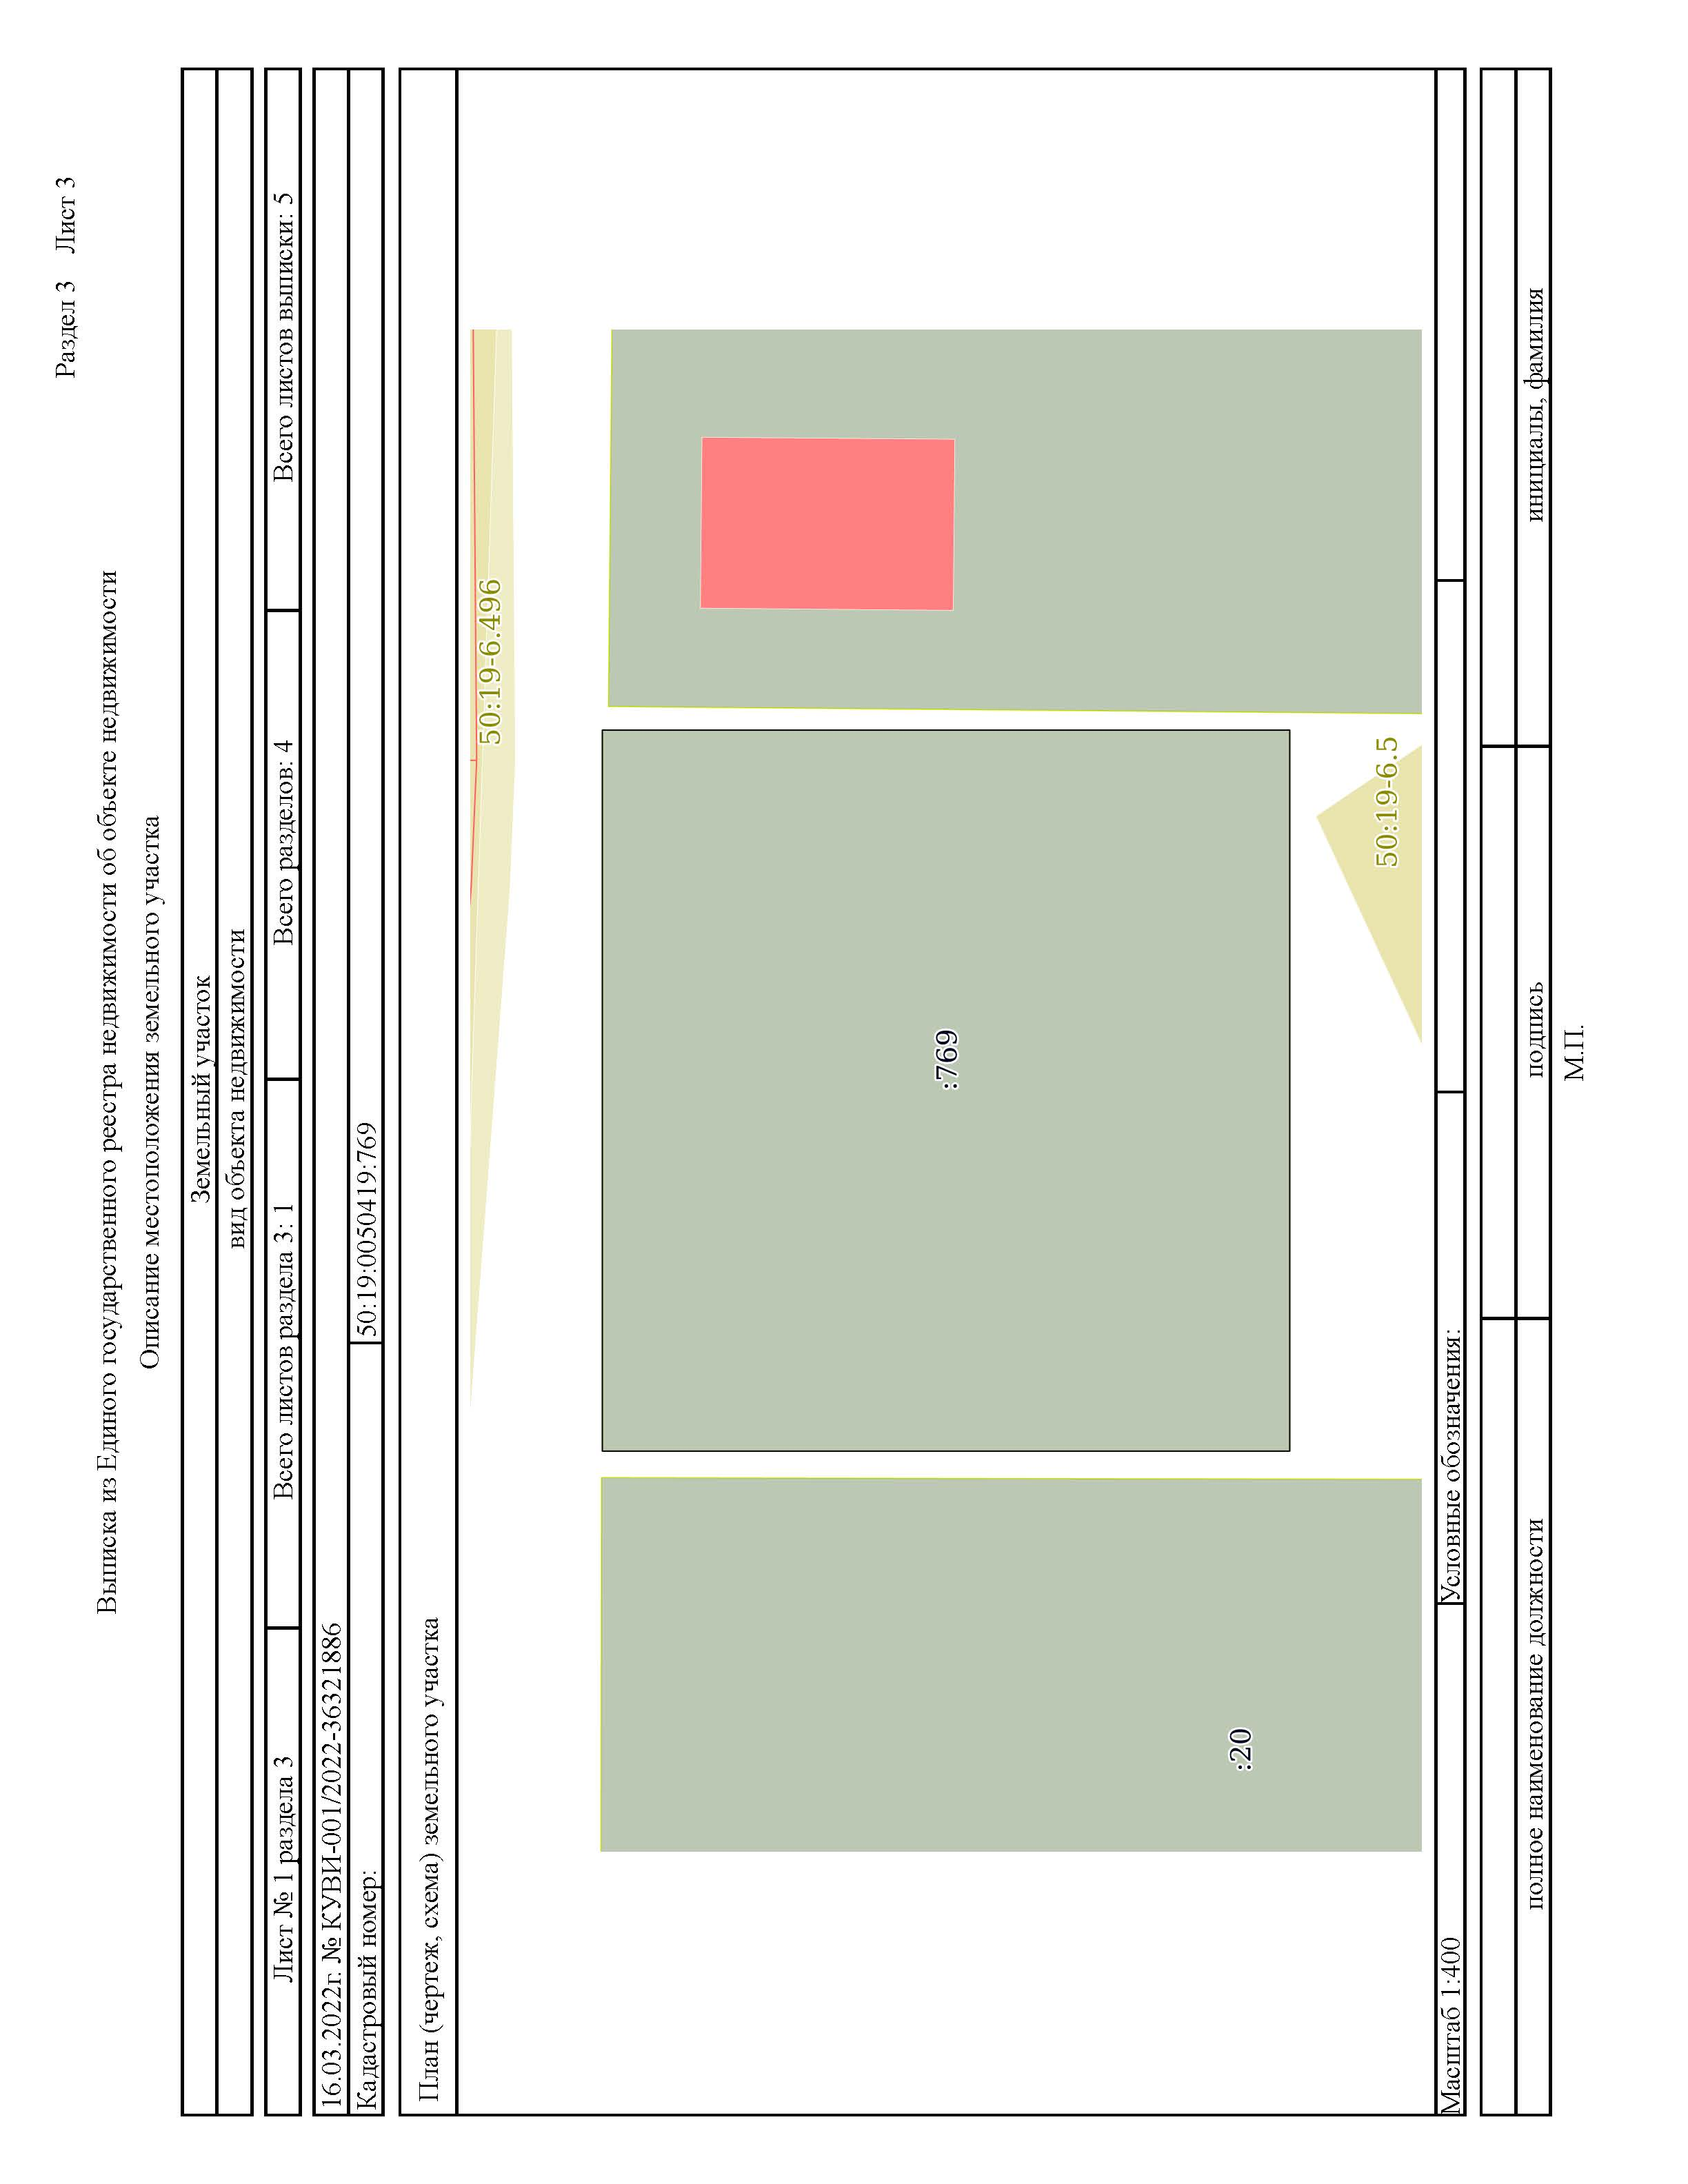 Раздел 3 Лист 3
Выписка из Единого государственного реестра недвижимости об объекте недвижимости
Описание местоположения земельного участка
Земельный участок
вид объекта недвижимости
Лист № 1 раздела 3 Всего листов раздела 3: 1 Всего разделов: 4 Всего листов выписки: 5
16.03.2022г. № КУВИ-001/2022-36321886
Кадастровый номер: 50:19:0050419:769
План (чертеж, схема) земельного участка
50:19-6.496
:769
:20
50:19-6.5
Масштаб 1:400 Условные обозначения:
полное наименование должности подпись инициалы, фамилия
М.П.